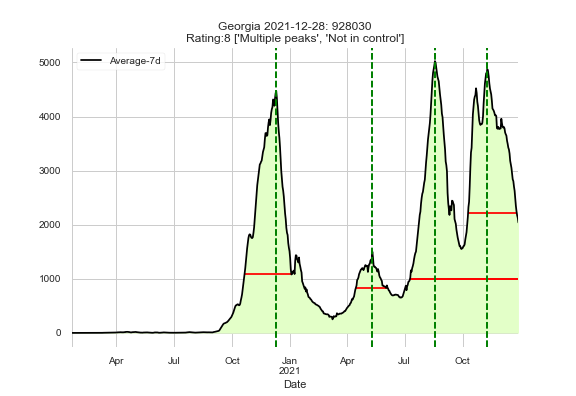 Georgia 2021-12-28: 928030
Rating:8 ['Multiple peaks', 'Not in control']
Average-7d
5000
4000
3000
2000
1000
0
Apr Jul Oct Jan Apr Jul Oct
2021
Date